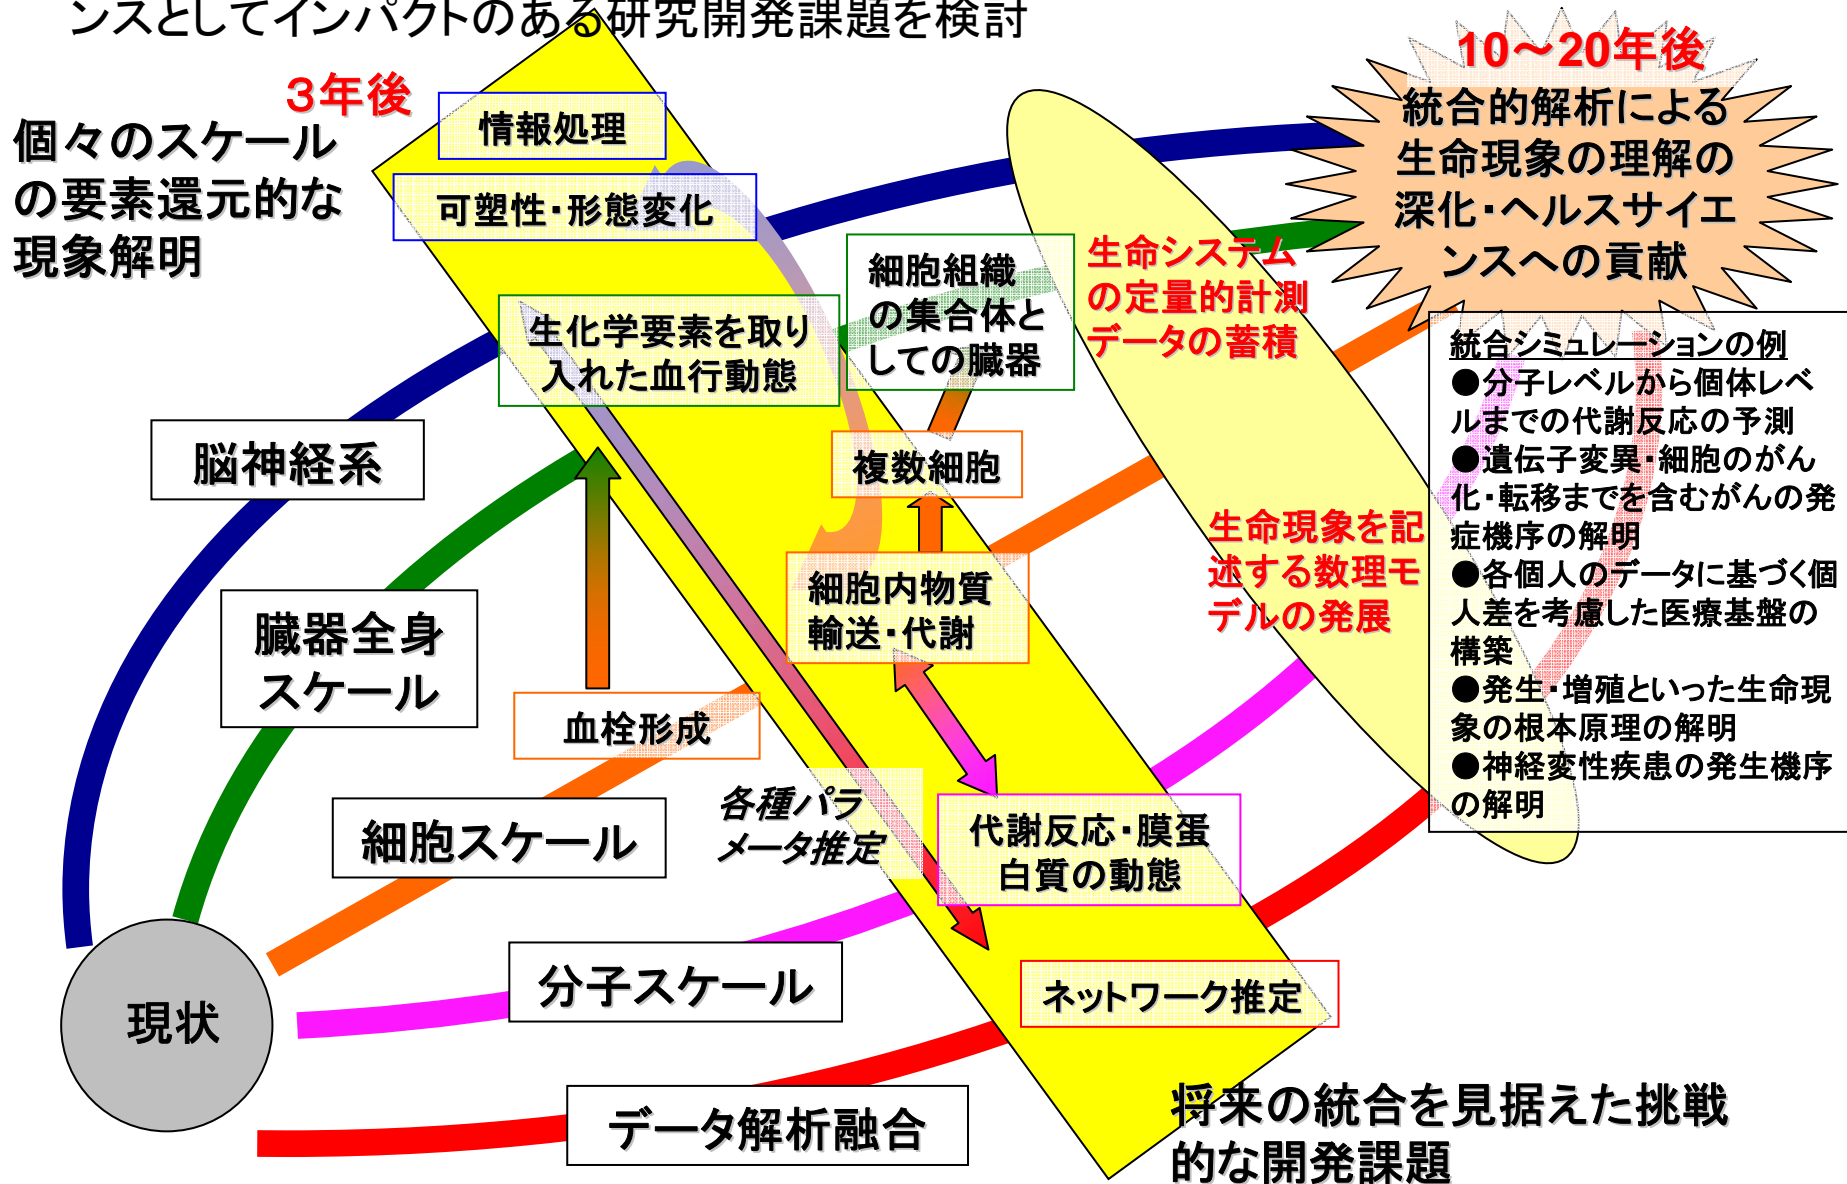 ンスとしてインパクトのある研究開発課題を検討
3年後
個々のスケール
の要素還元的な
現象解明
情報処理
可塑性・形態変化
生化学要素を取り
入れた血行動態
細胞組織
の集合体と
しての臓器
複数細胞
細胞内物質
輸送・代謝
血栓形成
各種パラ
メータ推定
代謝反応・膜蛋
白質の動態
ネットワーク推定
脳神経系
臓器全身
スケール
細胞スケール
分子スケール
データ解析融合
現状
生命システム
の定量的計測
データの蓄積
生命現象を記
述する数理モ
デルの発展
10～20年後
統合的解析による
生命現象の理解の
深化・ヘルスサイエ
ンスへの貢献
統合シミュレーションの例
●分子レベルから個体レベ
ルまでの代謝反応の予測
●遺伝子変異・細胞のがん
化・転移までを含むがんの発
症機序の解明
●各個人のデータに基づく個
人差を考慮した医療基盤の
構築
●発生・増殖といった生命現
象の根本原理の解明
●神経変性疾患の発生機序
の解明
将来の統合を見据えた挑戦
的な開発課題